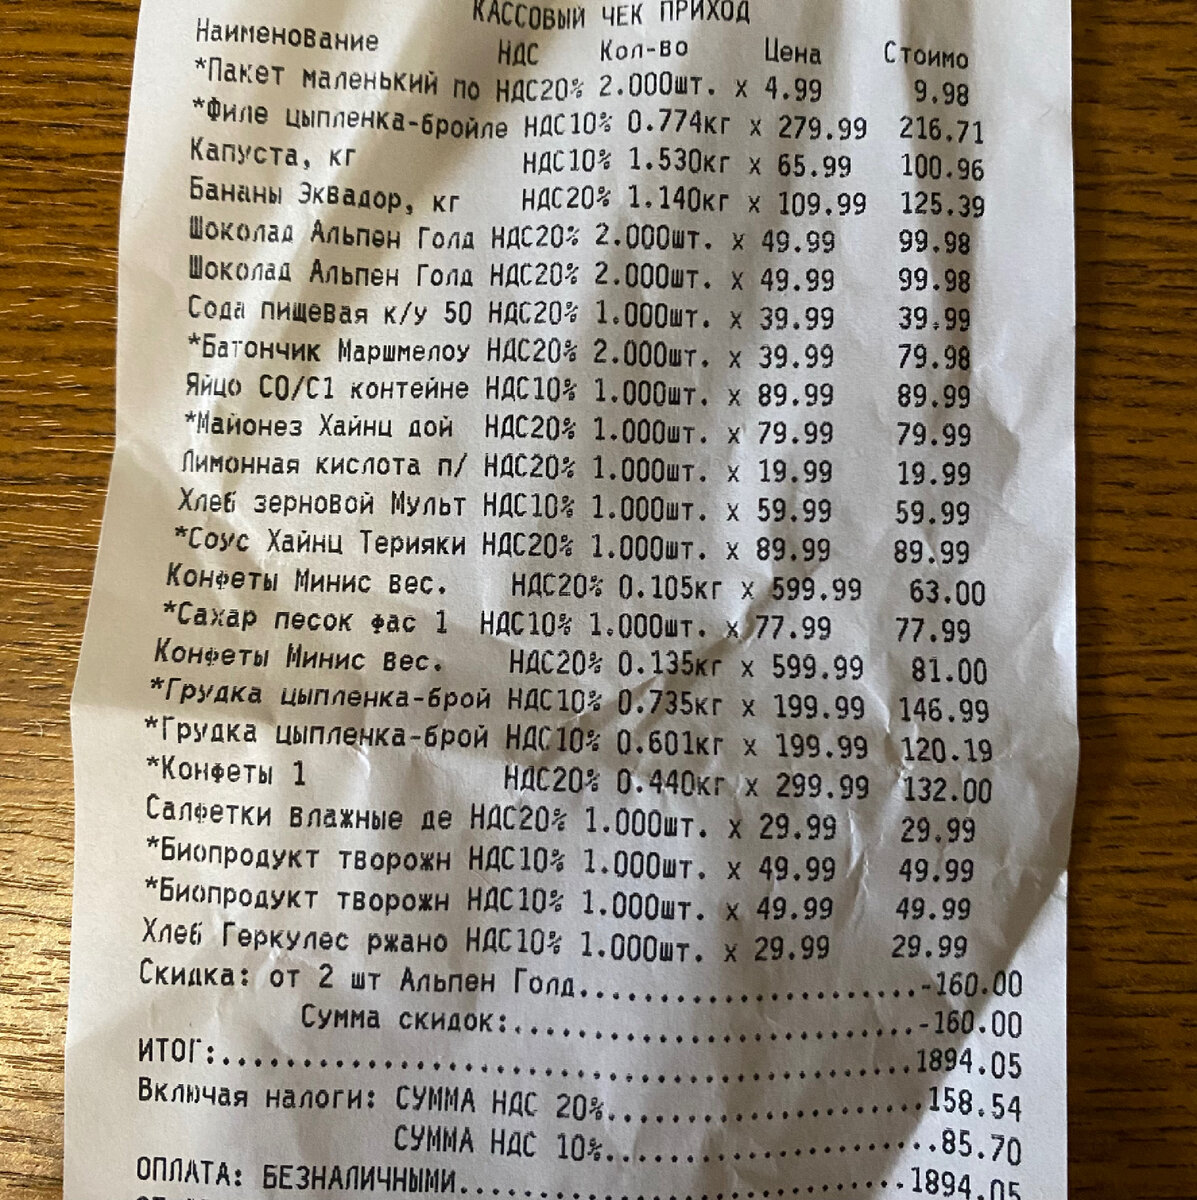 КАССОВЫЙ ЧЕК ПРИХОД
Наименование НДС Кол-во Цена Стоимо
*Пакет маленький по НДС20% 2.000шт. x 4.99 9.98
*Филе цыпленка-бройле НДС10% 0.774кг x 279.99 216.71
Капуста, кг НДС10% 1.530кг x 65.99 100.96
Бананы Эквадор, кг НДС20% 1.140кг x 109.99 125.39
Шоколад Альпен Голд НДС20% 2.000шт. x 49.99 99.98
Шоколад Альпен Голд НДС20% 2.000шт. x 49.99 99.98
Сода пищевая к/у 50 НДС20% 1.000шт. x 39.99 39.99
*Батончик Маршмелоу НДС20% 2.000шт. x 39.99 79.98
Яйцо С0/С1 контейне НДС10% 1.000шт. x 89.99 89.99
*Майонез Хайнц дой НДС20% 1.000шт. x 79.99 79.99
Лимонная кислота п/ НДС20% 1.000шт. x 19.99 19.99
Хлеб зерновой Мульт НДС10% 1.000шт. x 59.99 59.99
*Соус Хайнц Терияки НДС20% 1.000шт. x 89.99 89.99
Конфеты Минис вес. НДС20% 0.105кг x 599.99 63.00
*Сахар песок фас 1 НДС10% 1.000шт. x 77.99 77.99
Конфеты Минис вес. НДС20% 0.135кг x 599.99 81.00
*Грудка цыпленка-брой НДС10% 0.735кг x 199.99 146.99
*Грудка цыпленка-брой НДС10% 0.601кг x 199.99 120.19
*Конфеты 1 НДС20% 0.440кг x 299.99 132.00
Салфетки влажные де НДС20% 1.000шт. x 29.99 29.99
*Биопродукт творожн НДС10% 1.000шт. x 49.99 49.99
*Биопродукт творожн НДС10% 1.000шт. x 49.99 49.99
Хлеб Геркулес ржано НДС10% 1.000шт. x 29.99 29.99
Скидка: от 2 шт Альпен Голд......................-160.00
Сумма скидок:..........................-160.00
ИТОГ:............................................1894.05
Включая налоги: СУММА НДС 20%....................158.54
СУММА НДС 10%.....................85.70
ОПЛАТА: БЕЗНАЛИЧНЫМИ.............................1894.05